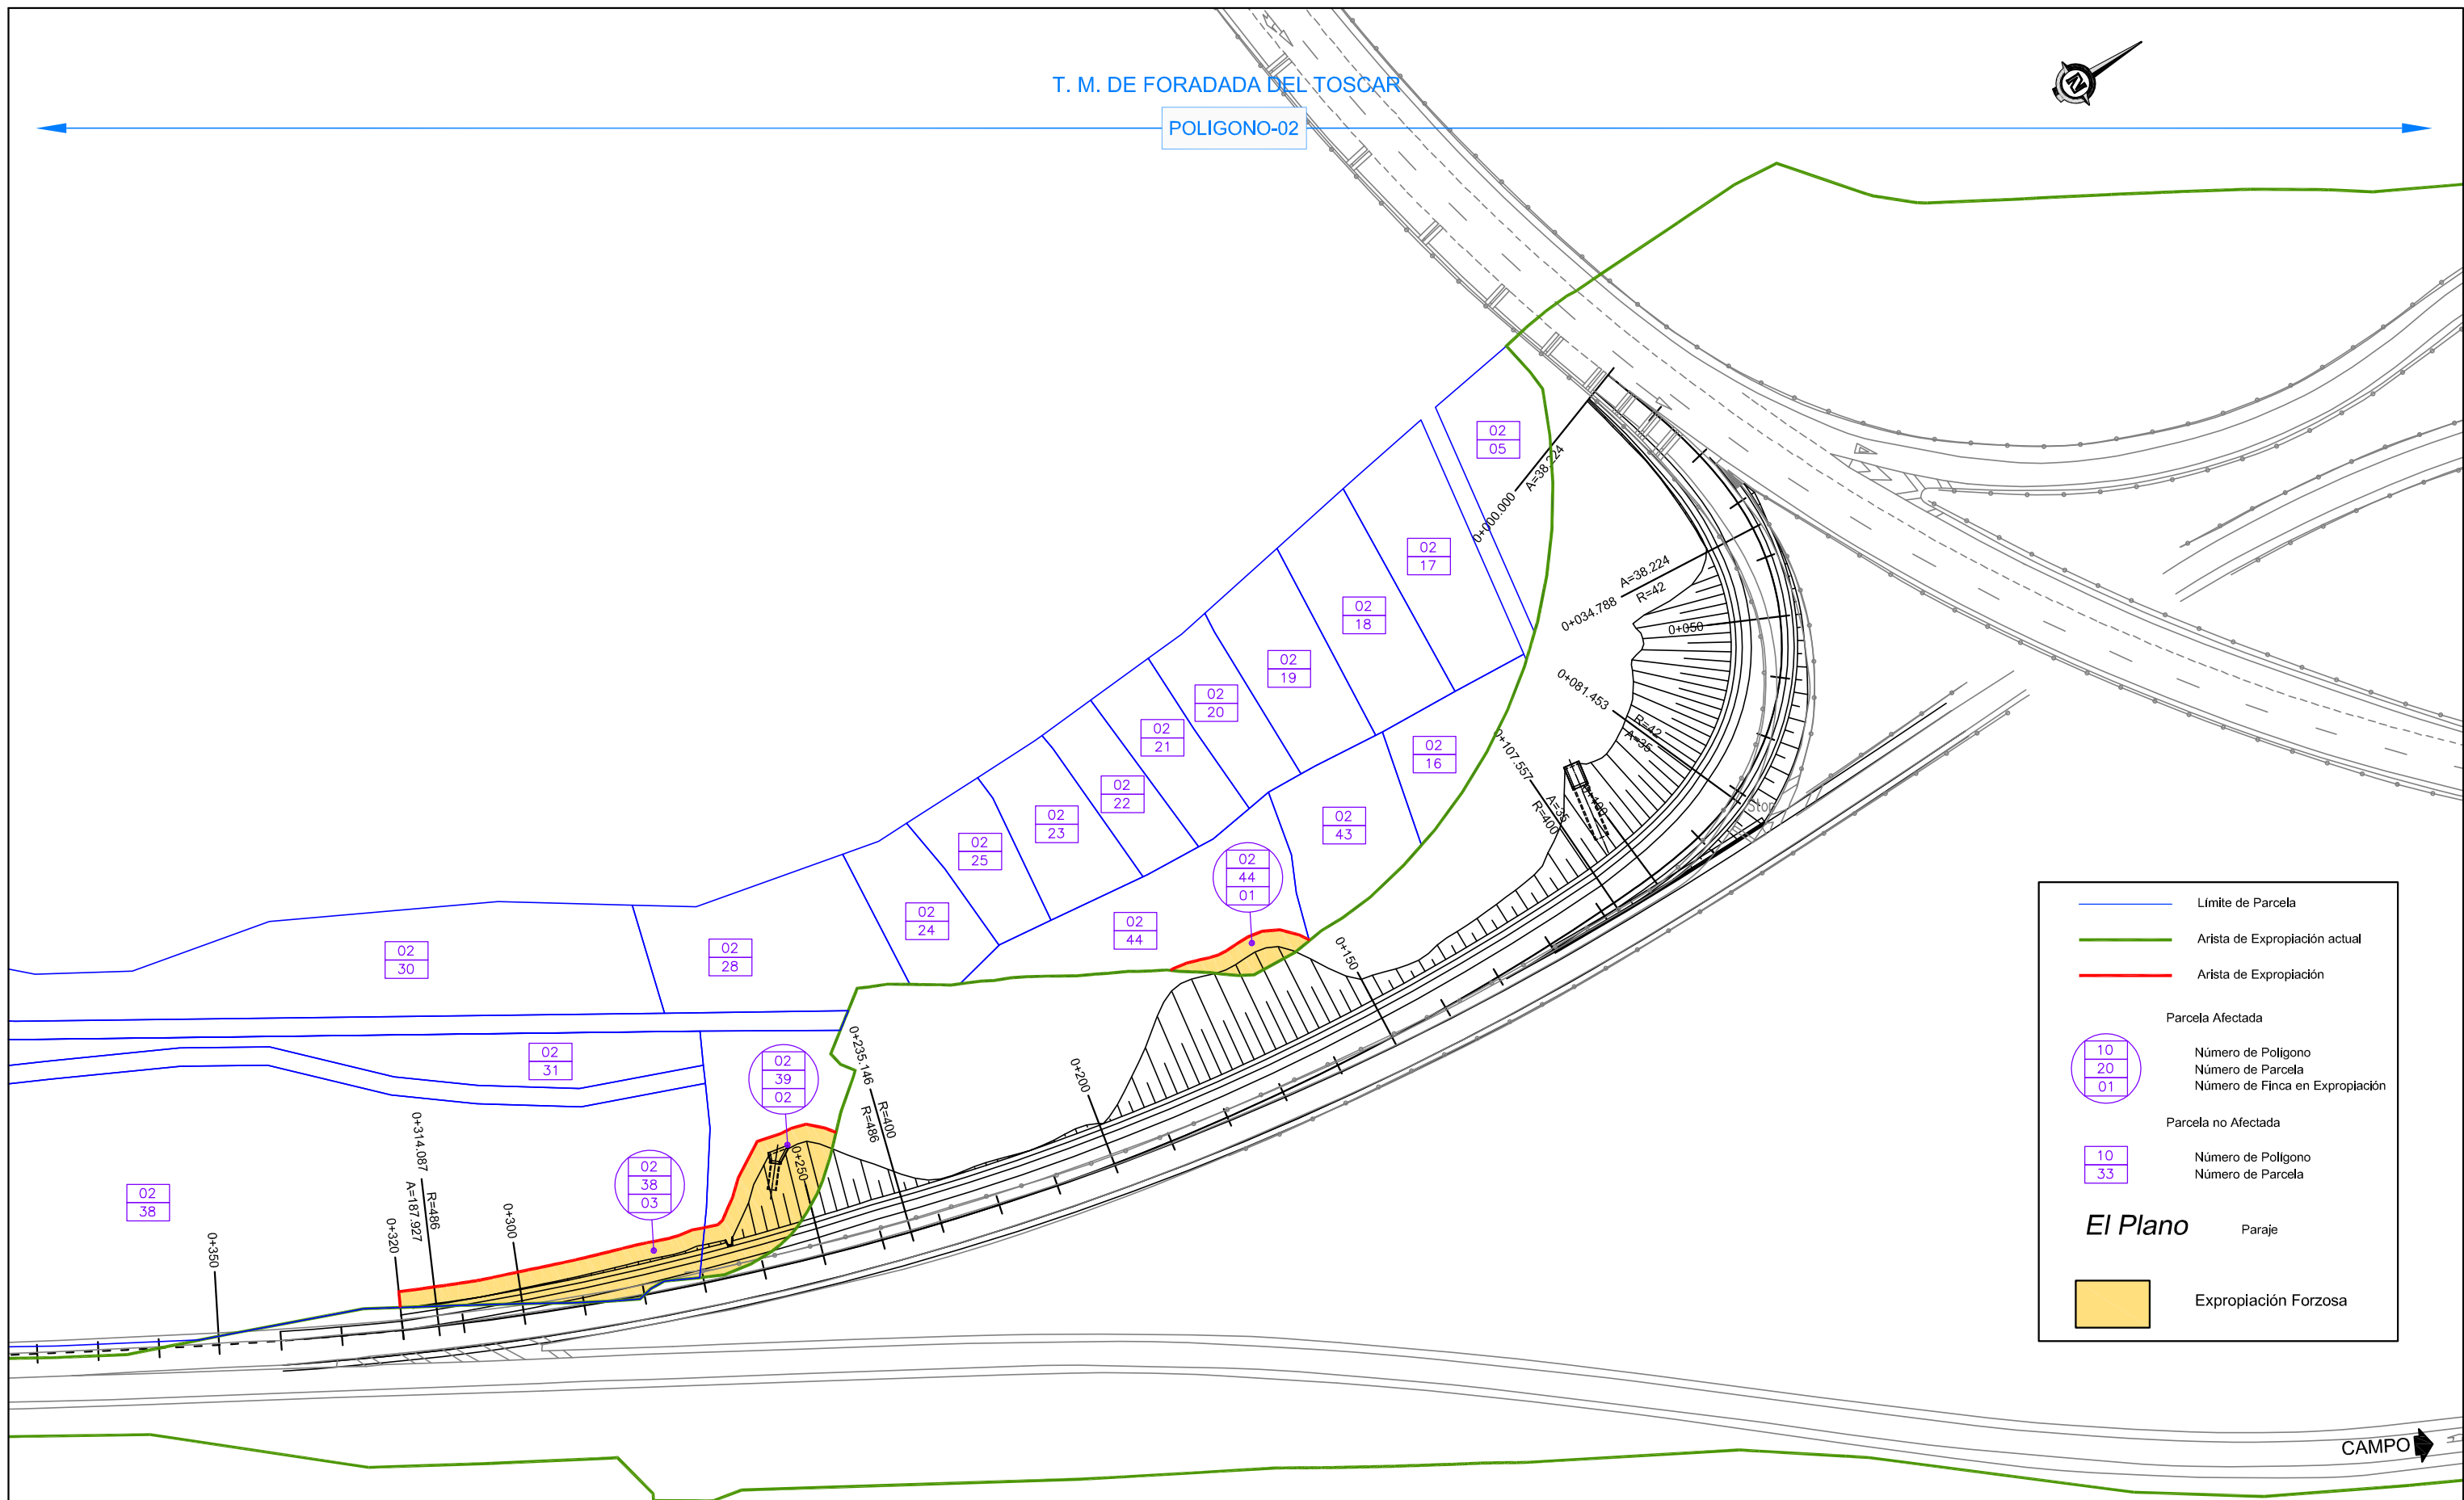 T. M. DE FORADADA DEL TOSCAR
POLIGONO-02
N
02
05
0+000.000
A=38.224
02
17
A=38.224
0+034.788
R=42
02
18
0+050
02
19
0+081.453
R=42
A=35
02
20
02
21
02
16
0+107.557
A=35
R=400
02
22
02
43
Stop
02
23
02
25
02
44
01
02
24
02
44
0+150
02
28
02
30
02
31
02
39
02
0+235.146
R=400
R=486
0+200
02
38
03
0+250
02
38
0+314.087
R=486
A=187.927
0+300
0+320
0+350
Límite de Parcela
Arista de Expropiación actual
Arista de Expropiación
Parcela Afectada
10
20
01
Número de Polígono
Número de Parcela
Número de Finca en Expropiación
Parcela no Afectada
10
33
Número de Polígono
Número de Parcela
El Plano
Paraje
Expropiación Forzosa
CAMPO